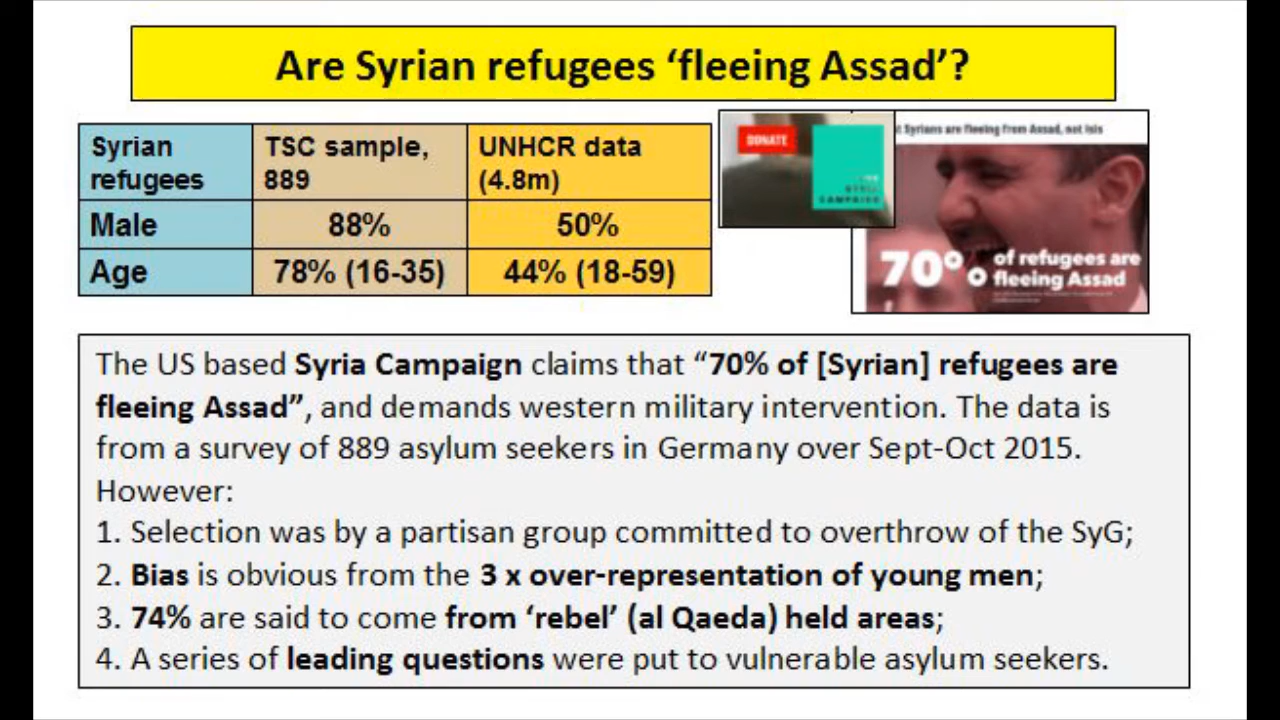 Are Syrian refugees ‘fleeing Assad’?
Syrian refugees
TSC sample, 889
UNHCR data (4.8m)
Male
88%
50%
Age
78% (16-35)
44% (18-59)
DONATE
SYRIA
CAMPAIGN
t Syrians are fleeing from Assad, not Isis
70% of refugees are
fleeing Assad
The US based Syria Campaign claims that “70% of [Syrian] refugees are
fleeing Assad”, and demands western military intervention. The data is
from a survey of 889 asylum seekers in Germany over Sept-Oct 2015.
However:
1. Selection was by a partisan group committed to overthrow of the SyG;
2. Bias is obvious from the 3 x over-representation of young men;
3. 74% are said to come from ‘rebel’ (al Qaeda) held areas;
4. A series of leading questions were put to vulnerable asylum seekers.